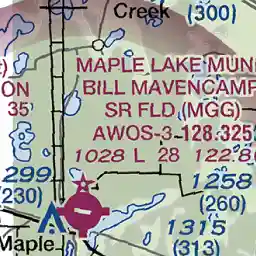 Creek
(300)
MAPLE LAKE MUN
ON
BILL MAVENCAMP
35
SR FLD (MGG)
AWOS-3 128.325
1028 L 28 122.8
299
(230)
1258
(260)
1315
(313)
Maple